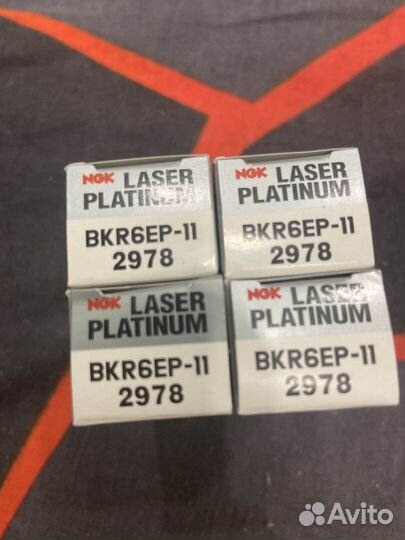 NGK LASER
PLATINUM
BKR6EP-11
2978
NGK LASER
PLATINUM
BKR6EP-11
2978
NGK LASER
PLATINUM
BKR6EP-11
2978
NGK LASER
PLATINUM
BKR6EP-11
2978
Avito